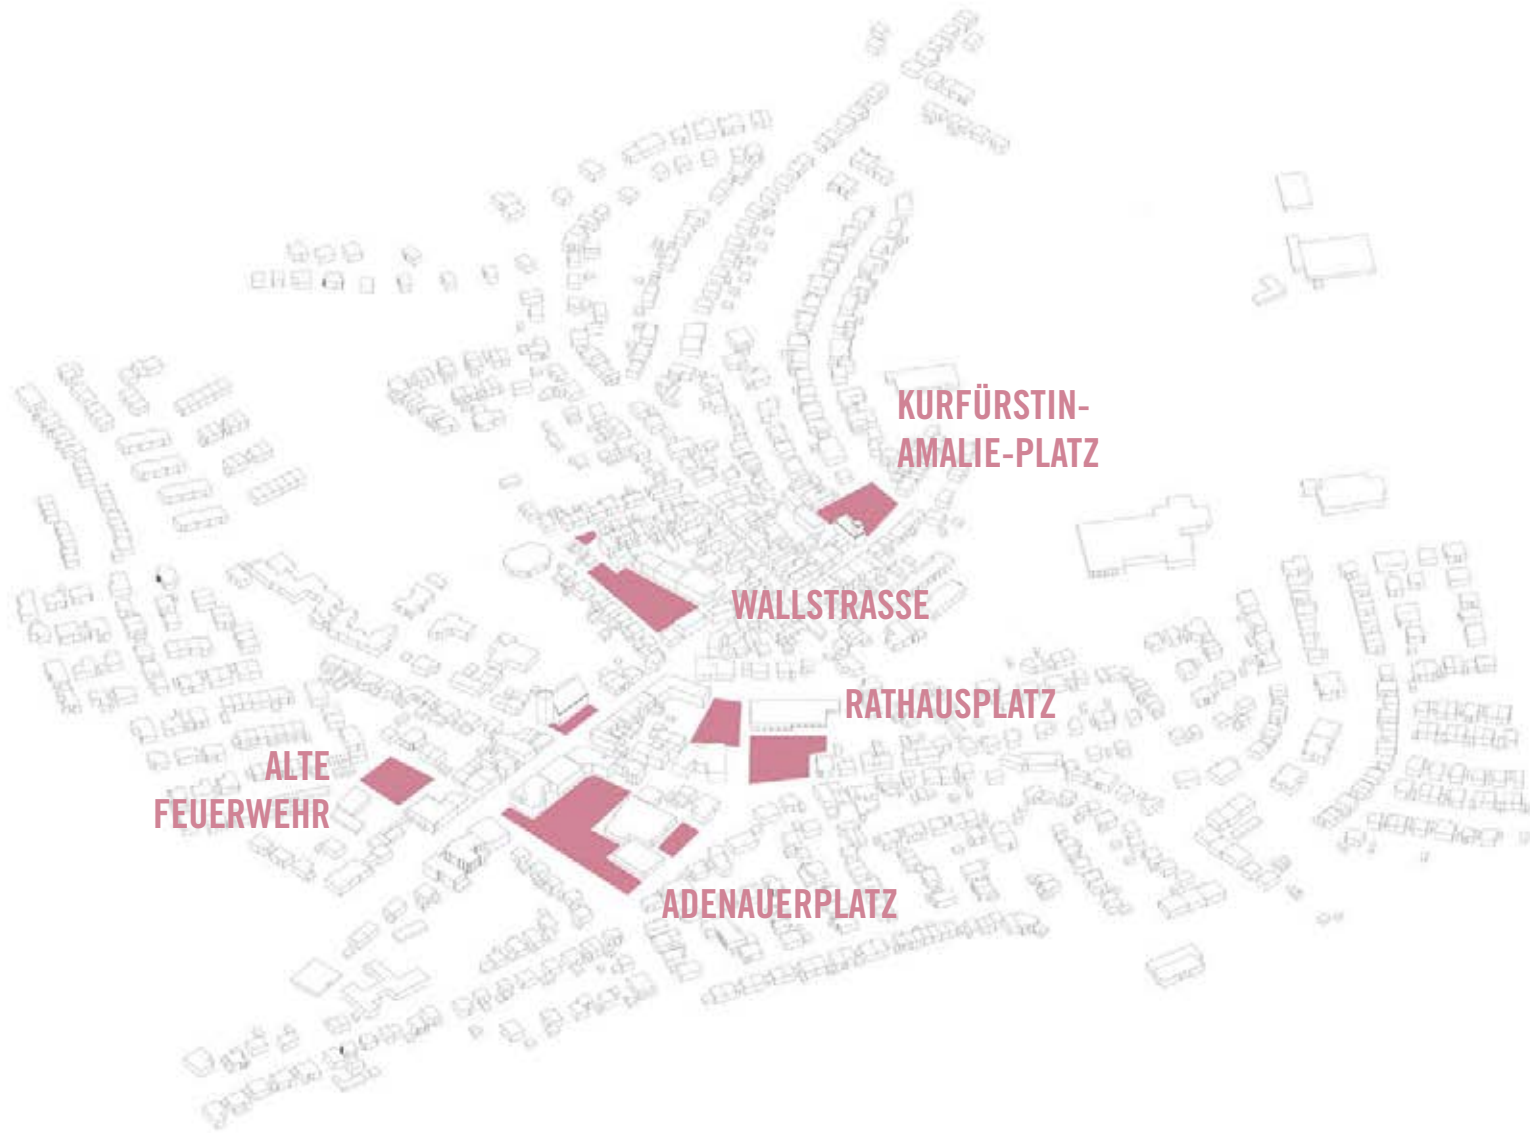 KURFÜRSTIN-
AMALIE-PLATZ
WALLSTRASSE
RATHAUSPLATZ
ALTE
FEUERWEHR
ADENAUERPLATZ